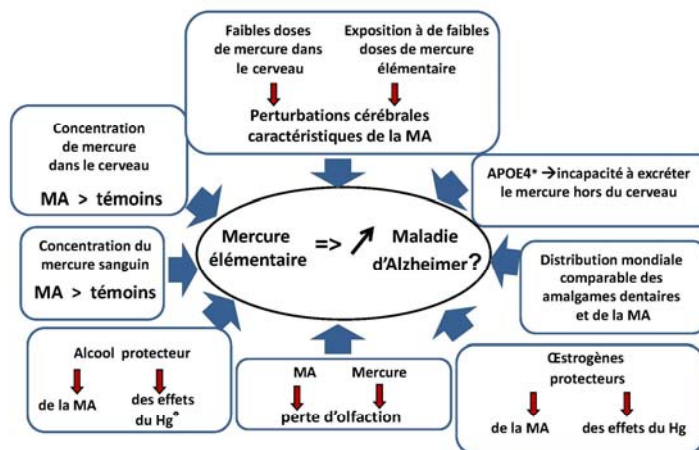 Faibles doses
de mercure dans
le cerveau
Exposition à de faibles
doses de mercure
élémentaire
Perturbations cérébrales
caractéristiques de la MA
Concentration
de mercure
dans le cerveau
MA > témoins
APOE4* →incapacité à excréter
le mercure hors du cerveau
Concentration du
mercure sanguin
MA > témoins
Mercure
élémentaire
=> ↗
Maladie
d'Alzheimer?
Distribution mondiale
comparable des
amalgames dentaires
et de la MA
Alcool protecteur
de la MA
des effets
du Hg*
MA
Mercure
perte d'olfaction
Œstrogènes
protecteurs
de la MA
des effets du Hg